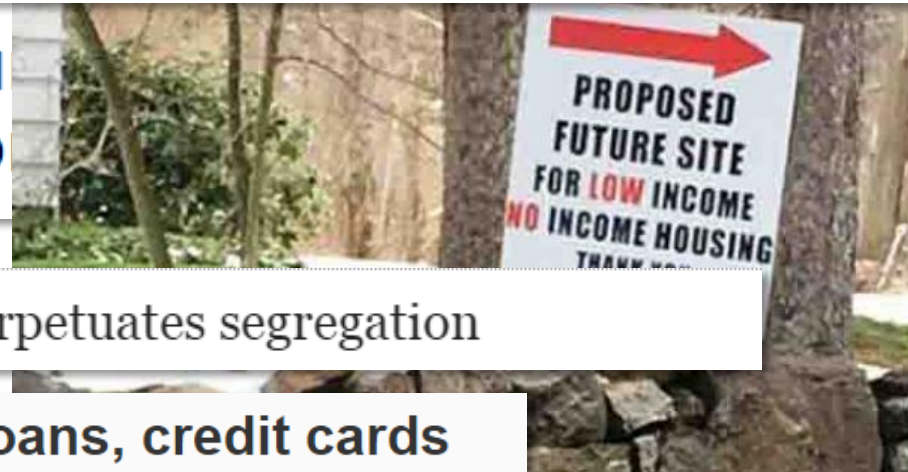 PROPOSED
FUTURE SITE
FOR LOW INCOME
NO INCOME HOUSING
rpetuates segregation
oans, credit cards